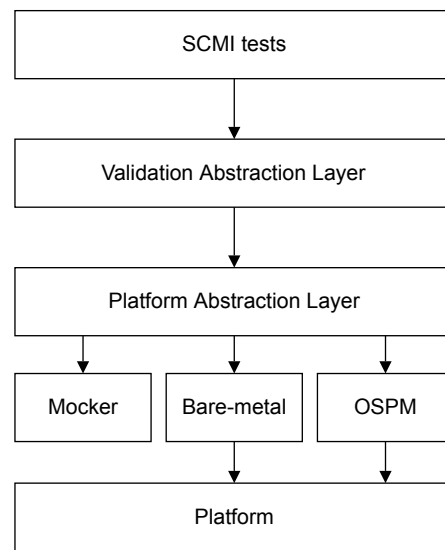 SCMI tests
Validation Abstraction Layer
Platform Abstraction Layer
Mocker
Bare-metal
OSPM
Platform